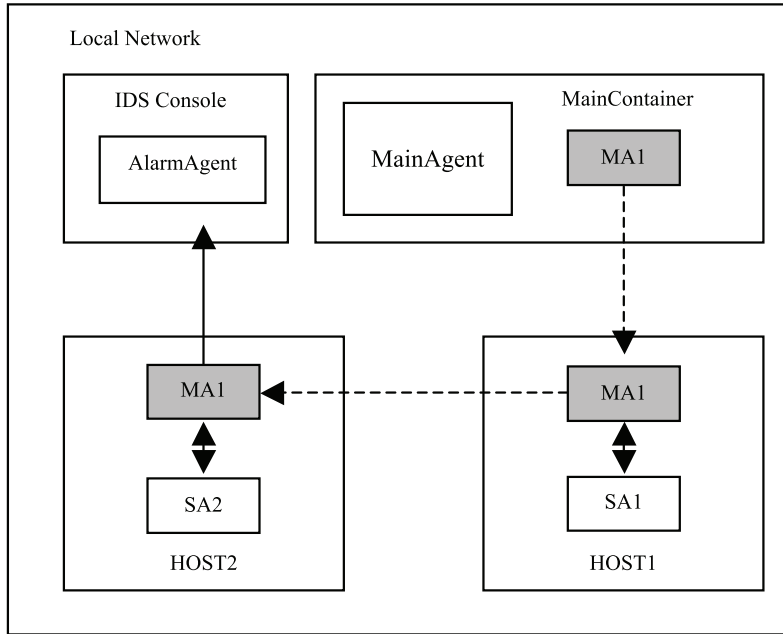 Local Network
IDS Console
AlarmAgent
MainContainer
MainAgent
MA1
MA1
SA2
HOST2
MA1
SA1
HOST1